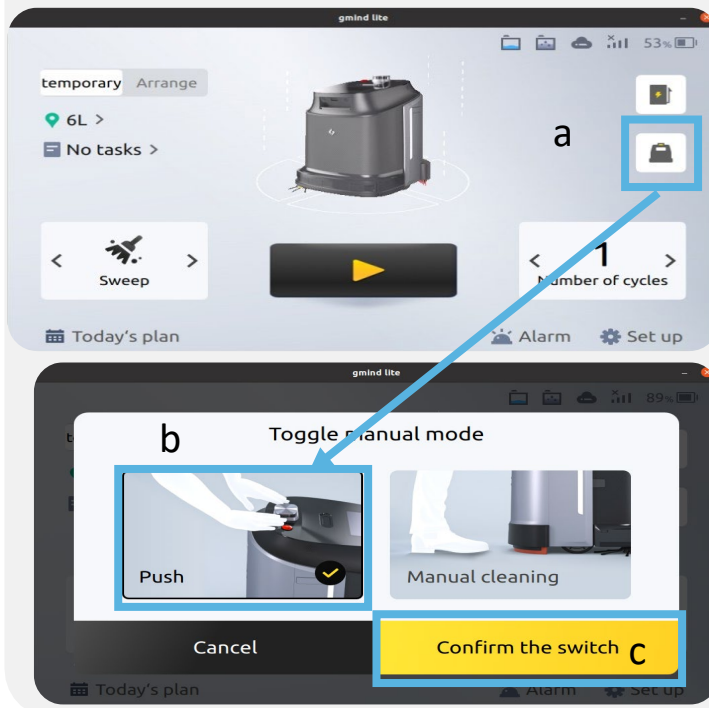 gmind lite
53%
temporary Arrange
6L >
a
No tasks >
< Sweep >
< 1 >
Number of cycles
Today's plan
Alarm Set up
gmind lite
89%
b
Toggle manual mode
Push
Manual cleaning
Cancel
Confirm the switch
c
Today's plan
Alarm Set up